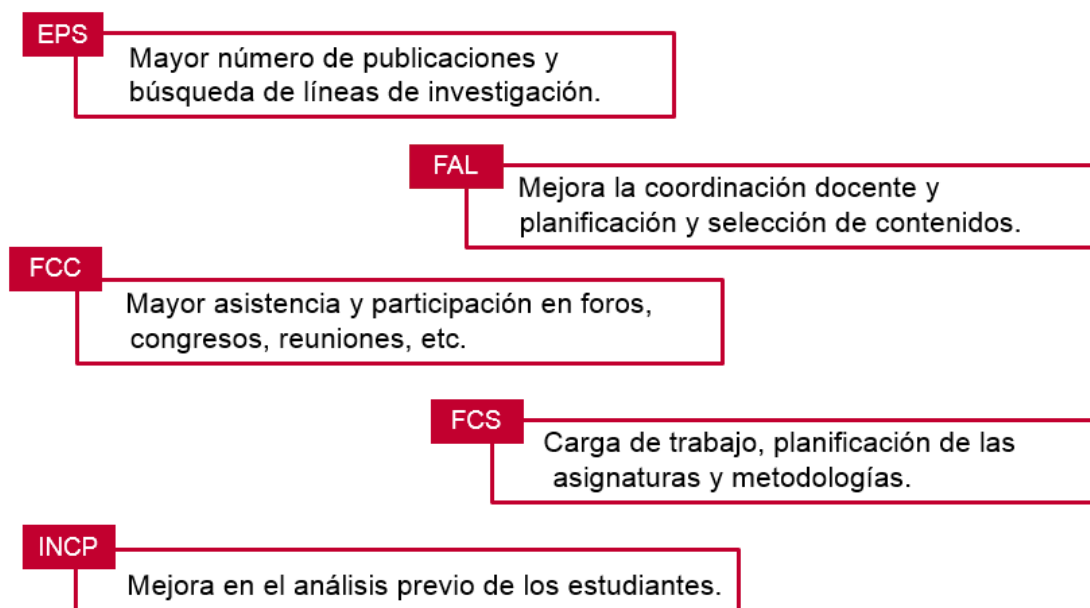 EPS
Mayor número de publicaciones y
búsqueda de líneas de investigación.
FAL
Mejora la coordinación docente y
planificación y selección de contenidos.
FCC
Mayor asistencia y participación en foros,
congresos, reuniones, etc.
FCS
Carga de trabajo, planificación de las
asignaturas y metodologías.
INCP
Mejora en el análisis previo de los estudiantes.